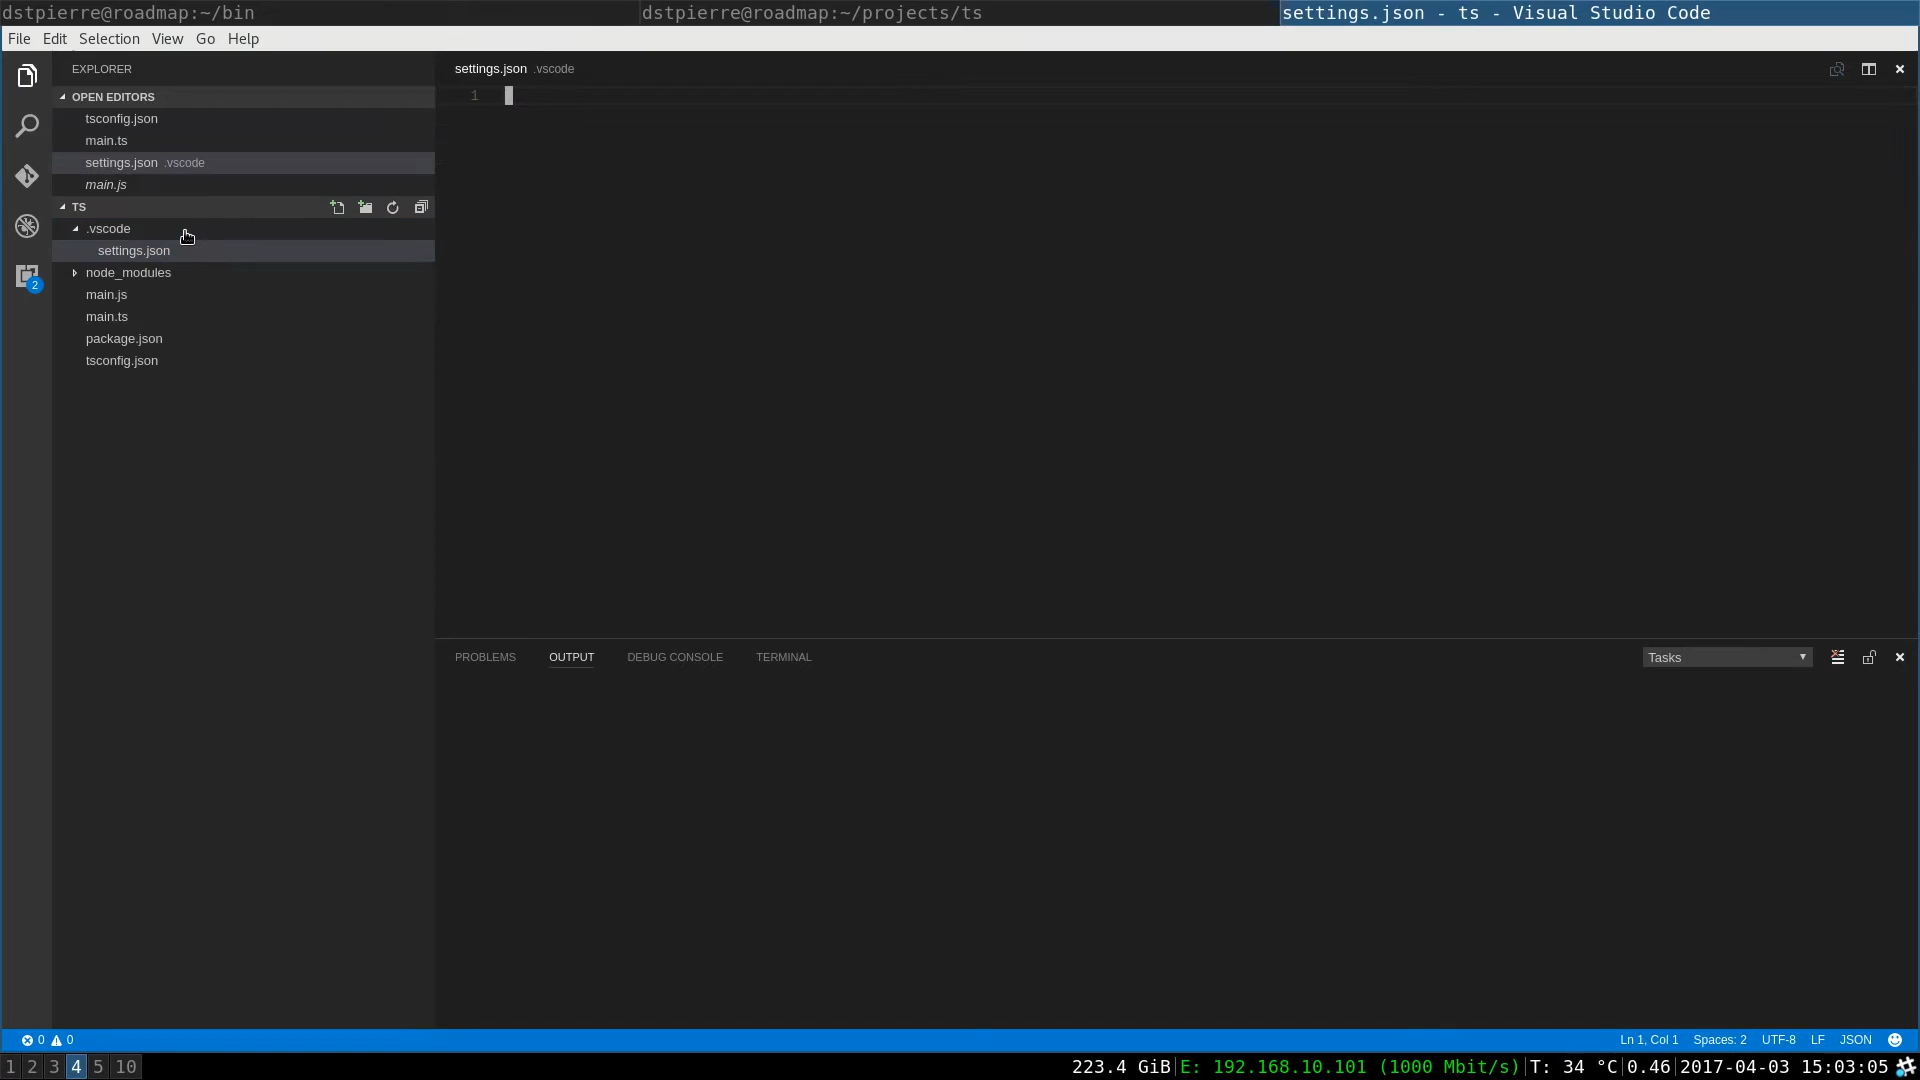 dstpierre@roadmap:~/bin
dstpierre@roadmap:~/projects/ts
settings.json - ts - Visual Studio Code
File Edit Selection View Go Help
EXPLORER
OPEN EDITORS
tsconfig.json
main.ts
settings.json .vscode
main.js
TS
.vscode
settings.json
node_modules
main.js
main.ts
package.json
tsconfig.json
2
settings.json .vscode
1
PROBLEMS OUTPUT DEBUG CONSOLE TERMINAL
Tasks
0 0
Ln 1, Col 1 Spaces: 2 UTF-8 LF JSON
1 2 3 4 5 10
223.4 GiB|E: 192.168.10.101 (1000 Mbit/s)|T: 34 °C|0.46|2017-04-03 15:03:05